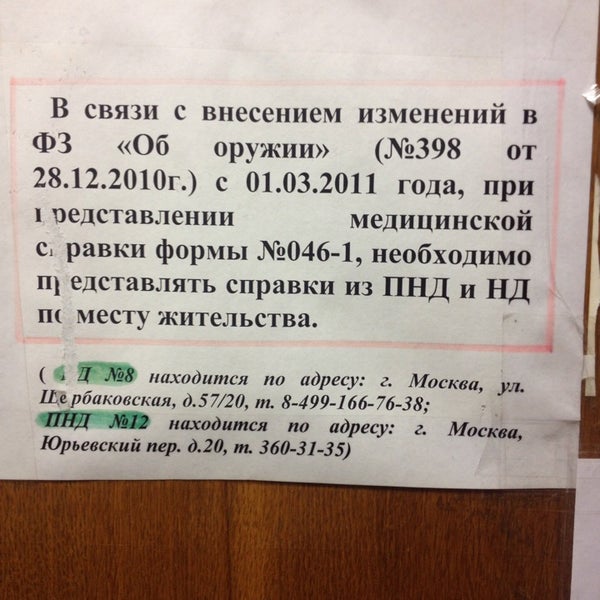 В связи с внесением изменений в
ФЗ «Об оружии» (№398 от
28.12.2010г.) с 01.03.2011 года, при
представлении медицинской
справки формы №046-1, необходимо
представлять справки из ПНД и НД
по месту жительства.
( НД №8 находится по адресу: г. Москва, ул.
Щербаковская, д.57/20, т. 8-499-166-76-38;
ПНД №12 находится по адресу: г. Москва,
Юрьевский пер. д.20, т. 360-31-35)